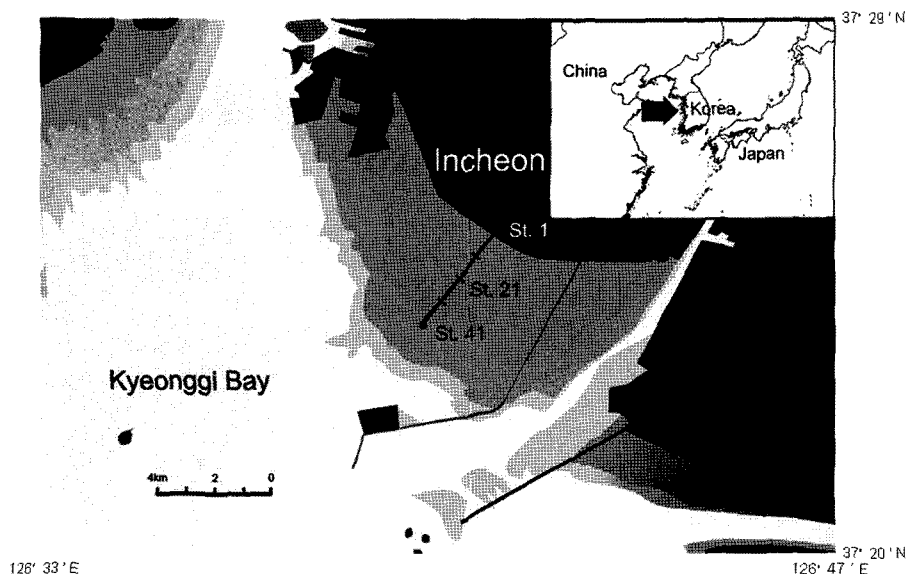 37° 29 ' N
China
Korea
Japan
Incheon
St. 1
St. 21
St. 41
Kyeonggi Bay
4km 2 0
37° 20 ' N
126° 33 ' E
126° 47 ' E